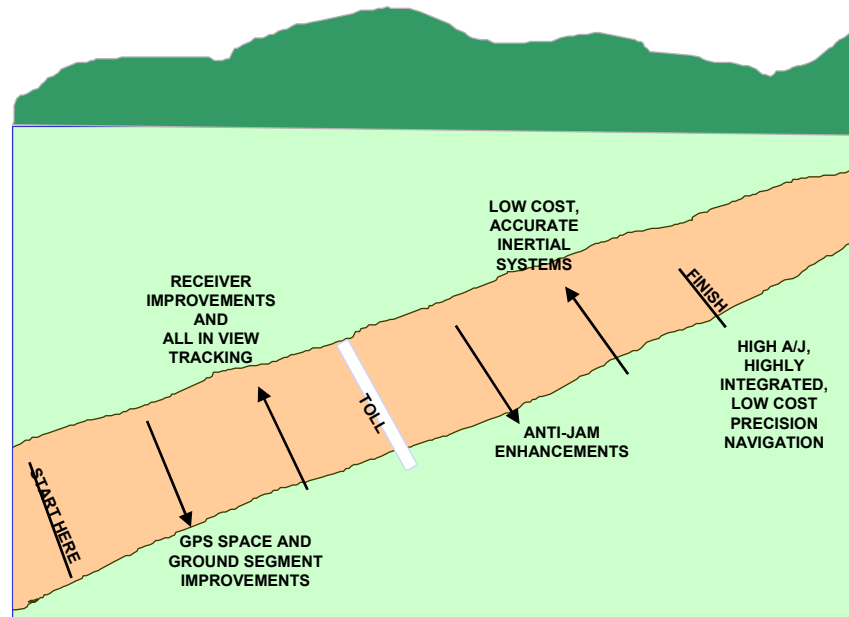 START HERE
GPS SPACE AND
GROUND SEGMENT
IMPROVEMENTS
RECEIVER
IMPROVEMENTS
AND
ALL IN VIEW
TRACKING
TOLL
ANTI-JAM
ENHANCEMENTS
LOW COST,
ACCURATE
INERTIAL
SYSTEMS
FINISH
HIGH A/J,
HIGHLY
INTEGRATED,
LOW COST
PRECISION
NAVIGATION